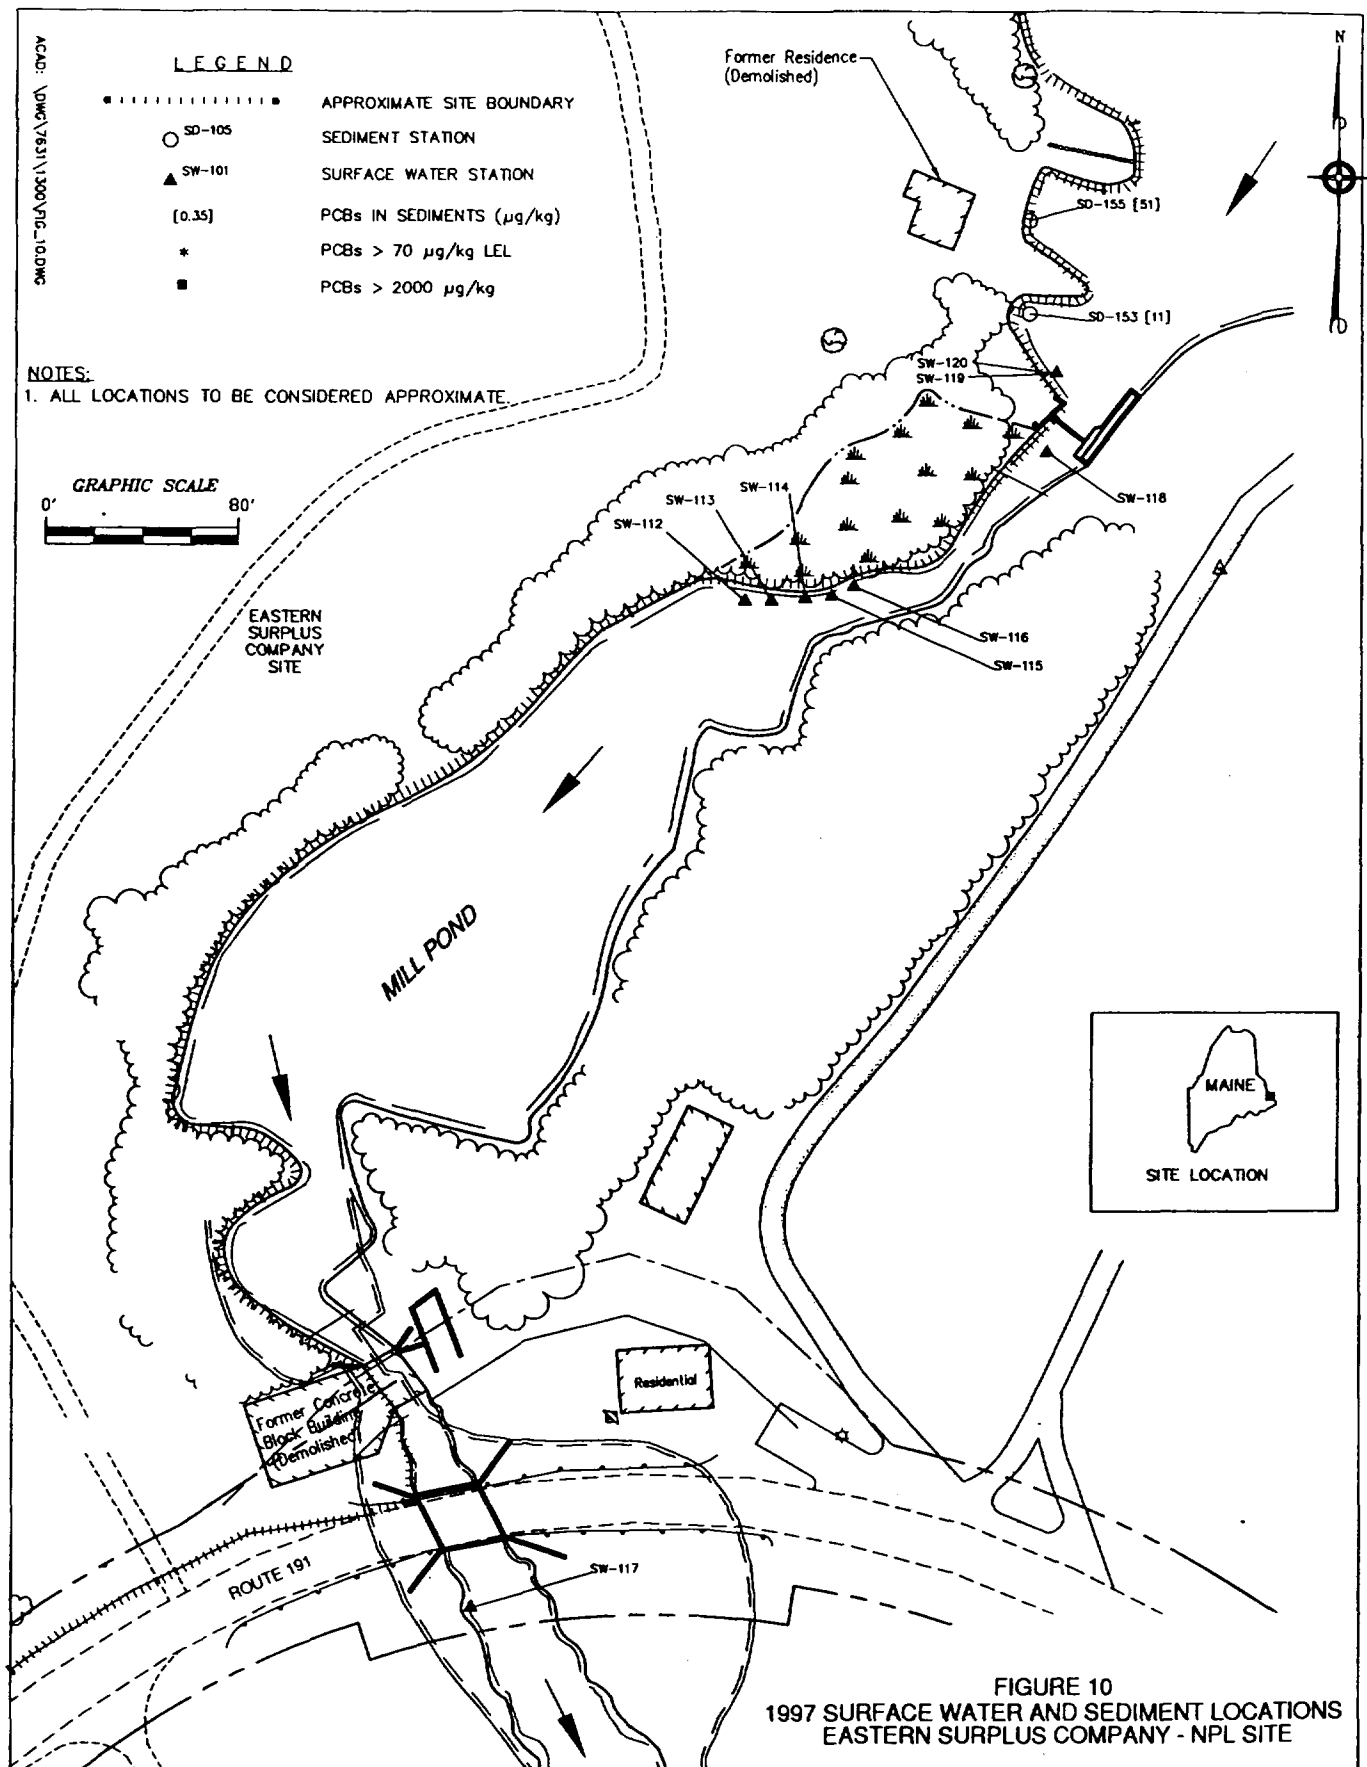 ACAD: \DWG\7631\1300\FIG_10.DWG
LEGEND
APPROXIMATE SITE BOUNDARY
SD-105
SEDIMENT STATION
SW-101
SURFACE WATER STATION
[0.35]
PCBs IN SEDIMENTS (µg/kg)
*
PCBs > 70 µg/kg LEL
PCBs > 2000 µg/kg
NOTES:
1. ALL LOCATIONS TO BE CONSIDERED APPROXIMATE.
GRAPHIC SCALE
0'
80'
Former Residence
(Demolished)
N
SD-155 [51]
SD-153 [11]
SW-120
SW-119
SW-118
SW-114
SW-113
SW-112
SW-116
SW-115
EASTERN
SURPLUS
COMPANY
SITE
MILL POND
MAINE
SITE LOCATION
Residential
Former Concrete
Block Building
(Demolished)
ROUTE 191
SW-117
FIGURE 10
1997 SURFACE WATER AND SEDIMENT LOCATIONS
EASTERN SURPLUS COMPANY - NPL SITE